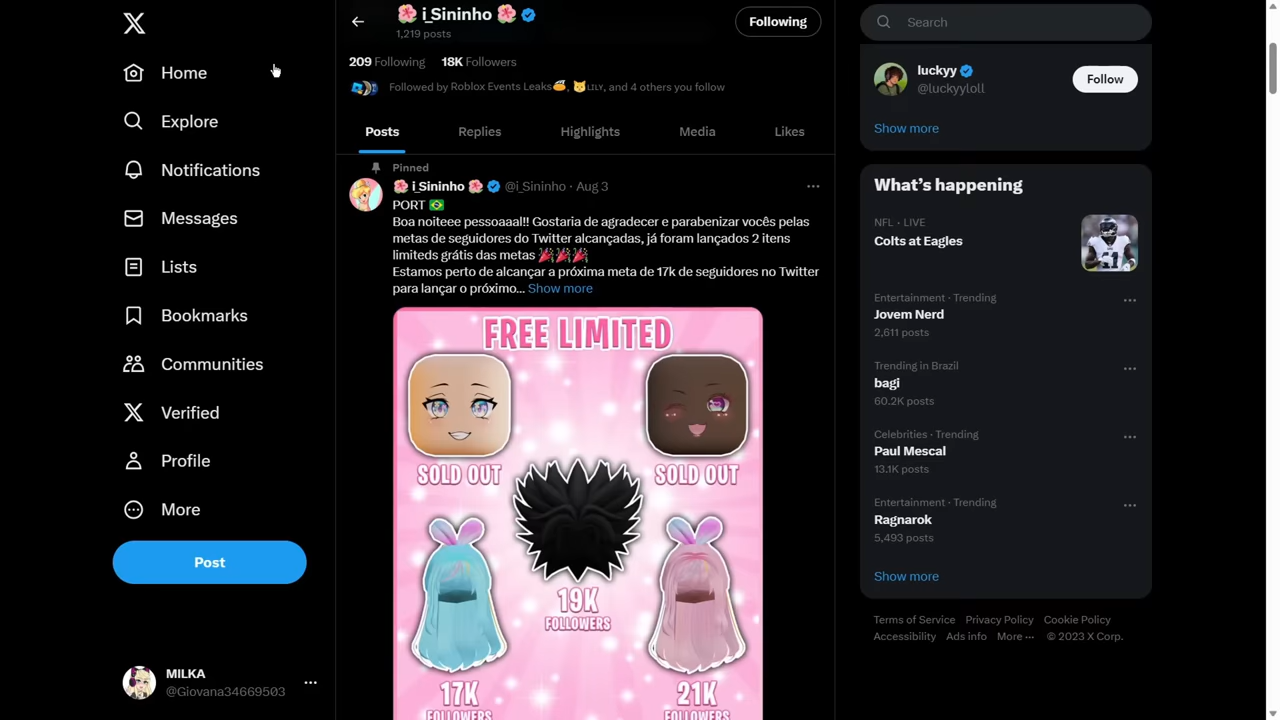 Home
Explore
Notifications
Messages
Lists
Bookmarks
Communities
Verified
Profile
More
Post
MILKA
@Giovana34669503
🌺 i_Sininho 🌺
1,219 posts
Following
209 Following 18K Followers
Followed by Roblox Events Leaks🍜, 🐱LILY, and 4 others you follow
Posts Replies Highlights Media Likes
Pinned
🌺 i_Sininho 🌺 @i_Sininho · Aug 3
PORT 🇧🇷
Boa noiteee pessoaaal!! Gostaria de agradecer e parabenizar vocês pelas
metas de seguidores do Twitter alcançadas, já foram lançados 2 itens
limiteds grátis das metas 🎉🎉🎉
Estamos perto de alcançar a próxima meta de 17k de seguidores no Twitter
para lançar o próximo... Show more
FREE LIMITED
SOLD OUT SOLD OUT
19K
FOLLOWERS
17K 21K
FOLLOWERS FOLLOWERS
Search
luckyy
@luckyyloll
Follow
Show more
What’s happening
NFL · LIVE
Colts at Eagles
Entertainment · Trending
Jovem Nerd
2,611 posts
Trending in Brazil
bagi
60.2K posts
Celebrities · Trending
Paul Mescal
13.1K posts
Entertainment · Trending
Ragnarok
5,493 posts
Show more
Terms of Service Privacy Policy Cookie Policy
Accessibility Ads info More ··· © 2023 X Corp.